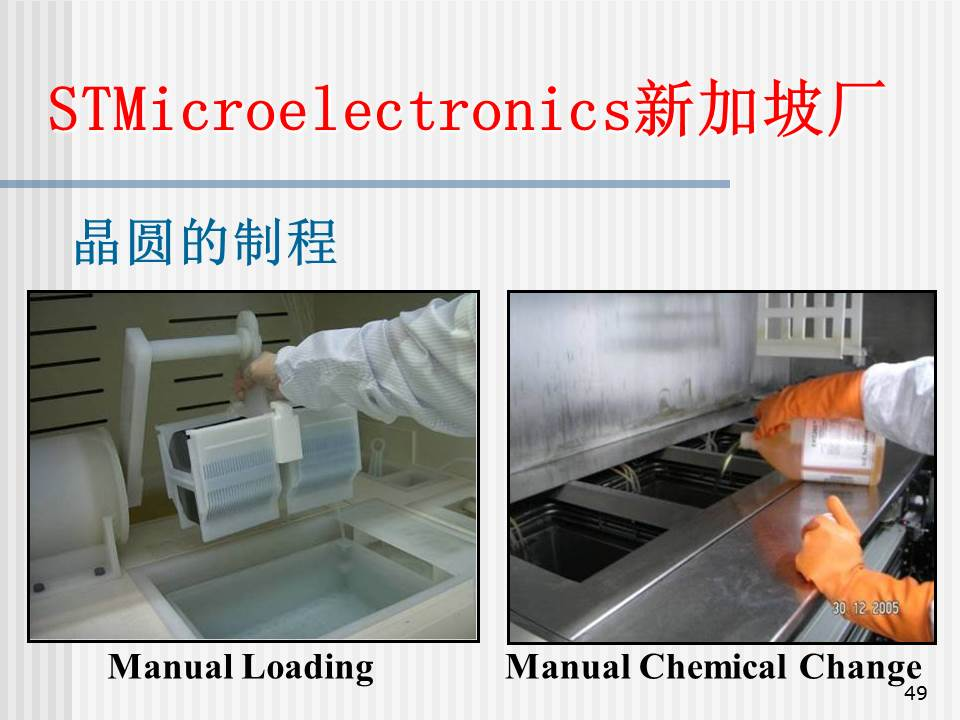 STMicroelectronics新加坡厂
晶圆的制程
30 12 2005
Manual Loading
Manual Chemical Change
49